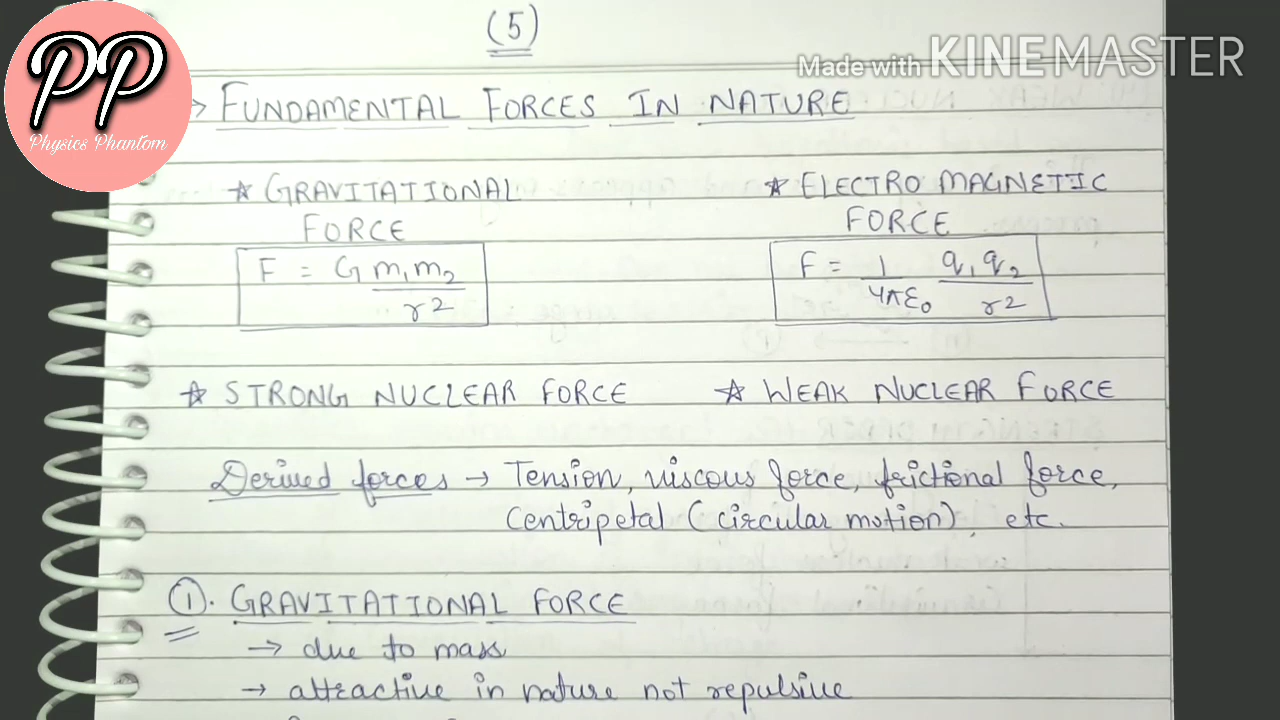 (5)
PP
Physics Phantom
Made with KINEMASTER
→ FUNDAMENTAL FORCES IN NATURE
☆ GRAVITATIONAL FORCE
F = G m₁m₂ / r²
☆ ELECTRO MAGNETIC FORCE
F = 1/4πε₀ q₁q₂ / r²
☆ STRONG NUCLEAR FORCE
☆ WEAK NUCLEAR FORCE
Derived forces → Tension, viscous force, frictional force,
Centripetal (circular motion), etc.
①. GRAVITATIONAL FORCE
→ due to mass
→ attractive in nature not repulsive